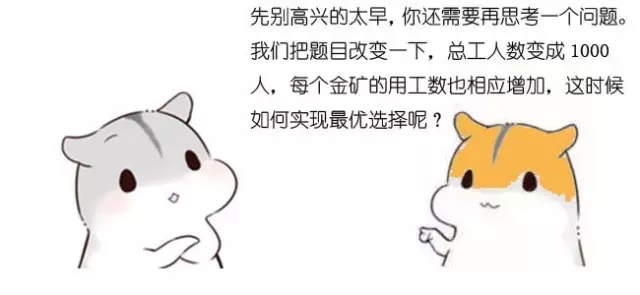 先别高兴的太早，你还需要再思考一个问题。
我们把题目改变一下，总工人数变成 1000
人，每个金矿的用工数也相应增加，这时候
如何实现最优选择呢？